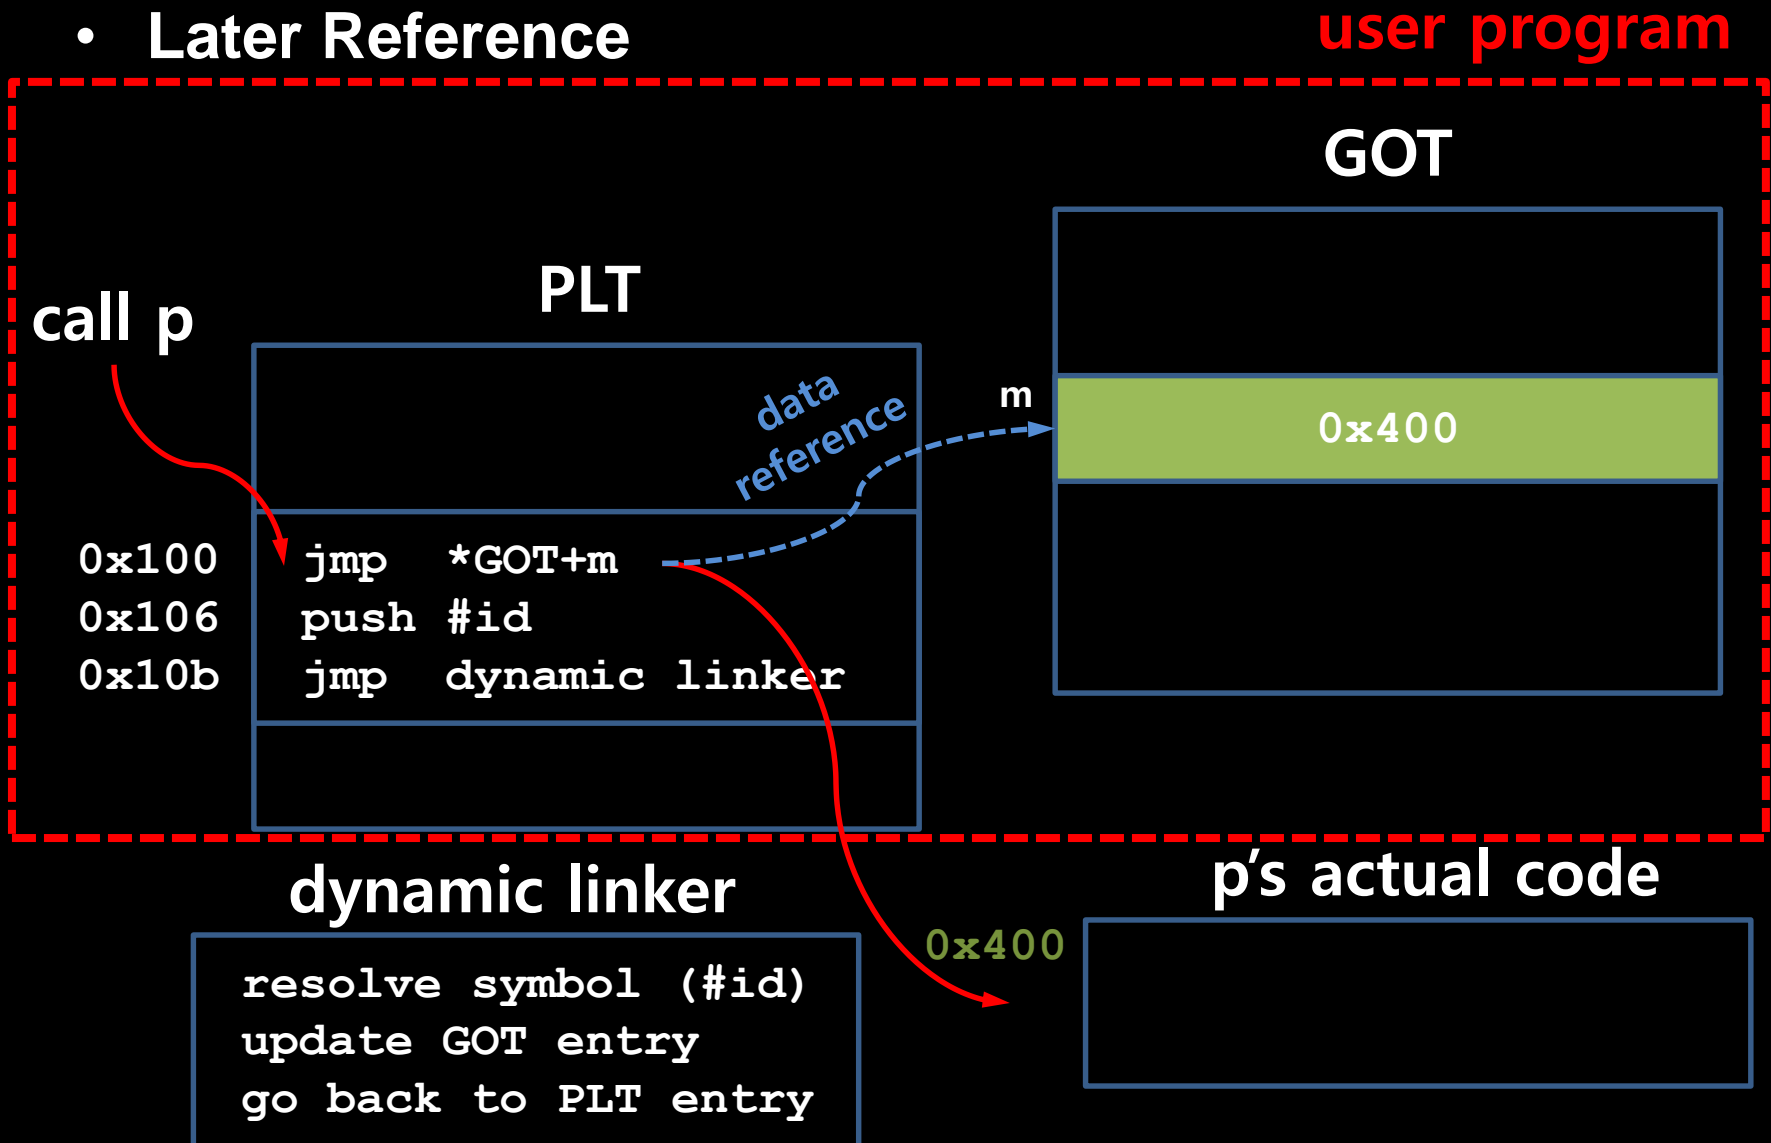 • Later Reference
user program
GOT
PLT
call p
data
reference
m
0x400
0x100 jmp *GOT+m
0x106 push #id
0x10b jmp dynamic linker
dynamic linker
p’s actual code
0x400
resolve symbol (#id)
update GOT entry
go back to PLT entry